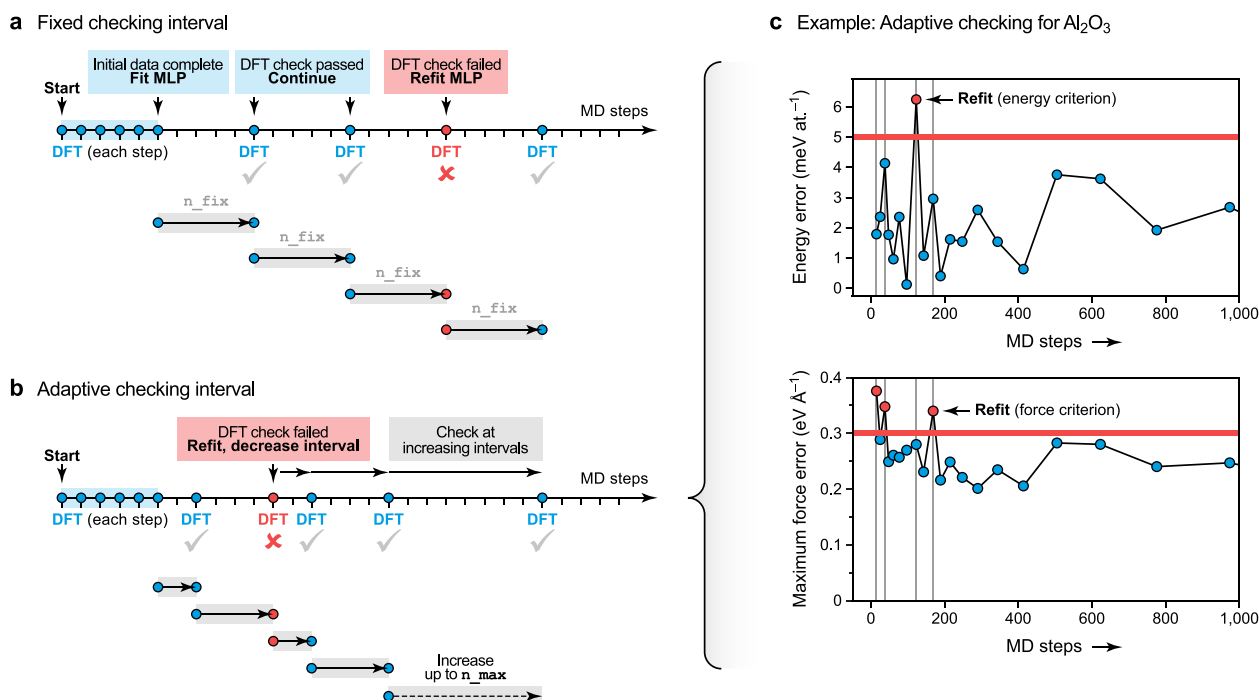 a Fixed checking interval
Initial data complete
Fit MLP
DFT check passed
Continue
DFT check failed
Refit MLP
Start
MD steps
DFT (each step)
DFT
DFT
DFT
DFT
n_fix
n_fix
n_fix
n_fix
b Adaptive checking interval
DFT check failed
Refit, decrease interval
Check at
increasing intervals
Start
MD steps
DFT (each step)
DFT
DFT
DFT
DFT
DFT
Increase
up to n_max
c Example: Adaptive checking for Al₂O₃
Energy error (meV at.⁻¹)
6
5
4
3
2
1
0
Refit (energy criterion)
0
200
400
600
800
1,000
MD steps
Maximum force error (eV Å⁻¹)
0.4
0.3
0.2
0.1
0
Refit (force criterion)
0
200
400
600
800
1,000
MD steps